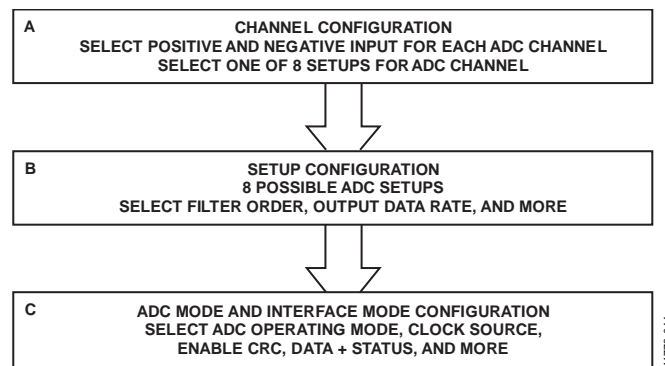 A
CHANNEL CONFIGURATION
SELECT POSITIVE AND NEGATIVE INPUT FOR EACH ADC CHANNEL
SELECT ONE OF 8 SETUPS FOR ADC CHANNEL
B
SETUP CONFIGURATION
8 POSSIBLE ADC SETUPS
SELECT FILTER ORDER, OUTPUT DATA RATE, AND MORE
C
ADC MODE AND INTERFACE MODE CONFIGURATION
SELECT ADC OPERATING MODE, CLOCK SOURCE,
ENABLE CRC, DATA + STATUS, AND MORE